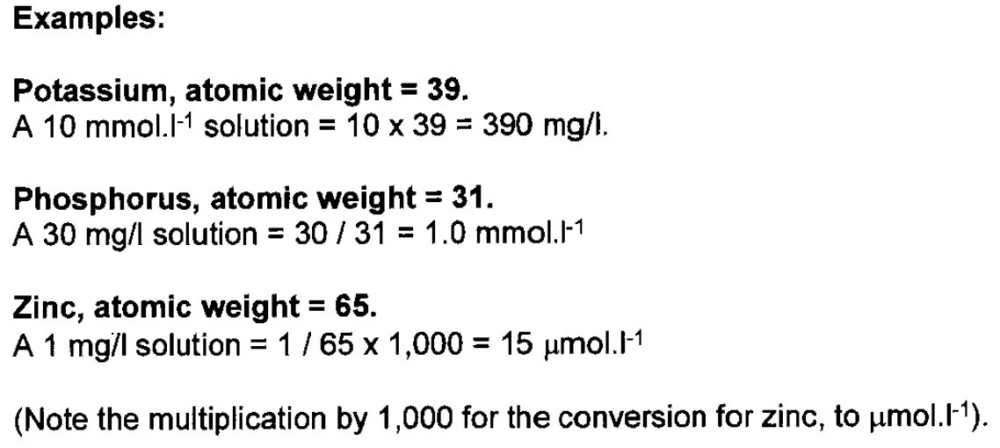 Examples:
Potassium, atomic weight = 39.
A 10 mmol.l⁻¹ solution = 10 x 39 = 390 mg/l.
Phosphorus, atomic weight = 31.
A 30 mg/l solution = 30 / 31 = 1.0 mmol.l⁻¹
Zinc, atomic weight = 65.
A 1 mg/l solution = 1 / 65 x 1,000 = 15 μmol.l⁻¹
(Note the multiplication by 1,000 for the conversion for zinc, to μmol.l⁻¹).